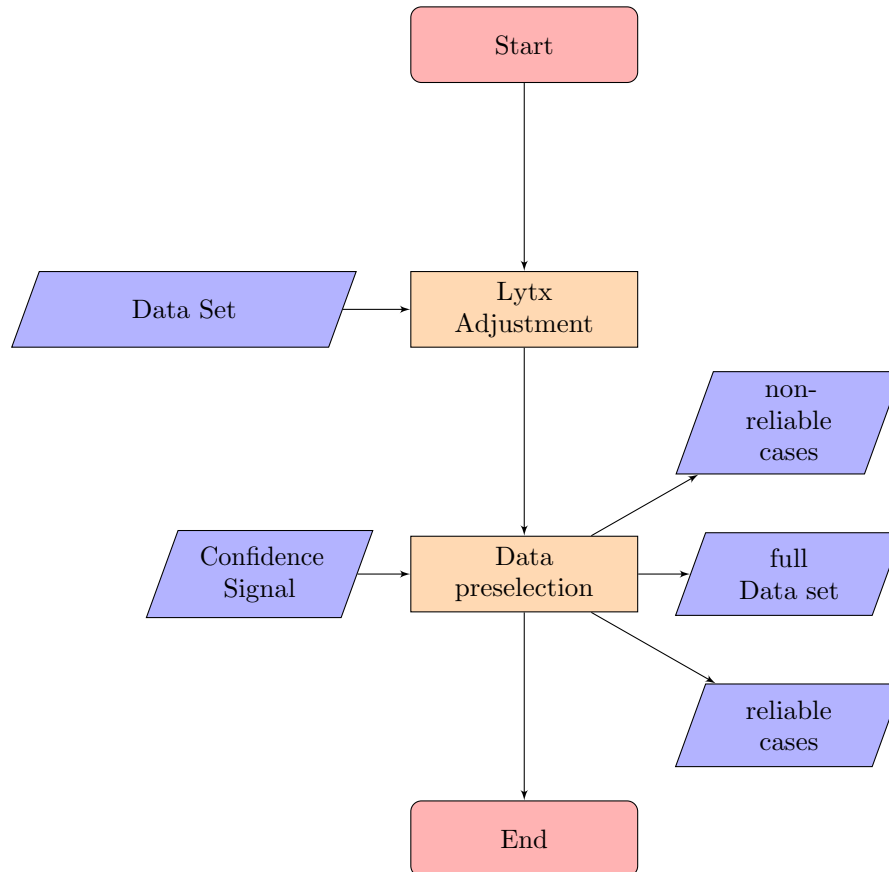 Start
Data Set
Lytx
Adjustment
non-
reliable
cases
Confidence
Signal
Data
preselection
full
Data set
reliable
cases
End